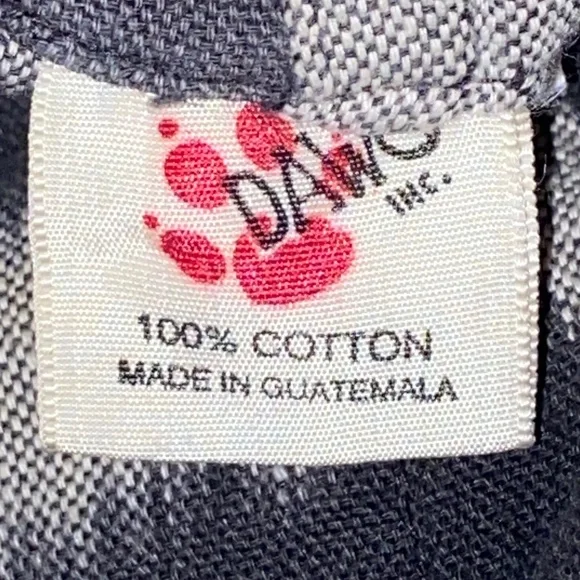 DAWG
INC.
100% COTTON
MADE IN GUATEMALA